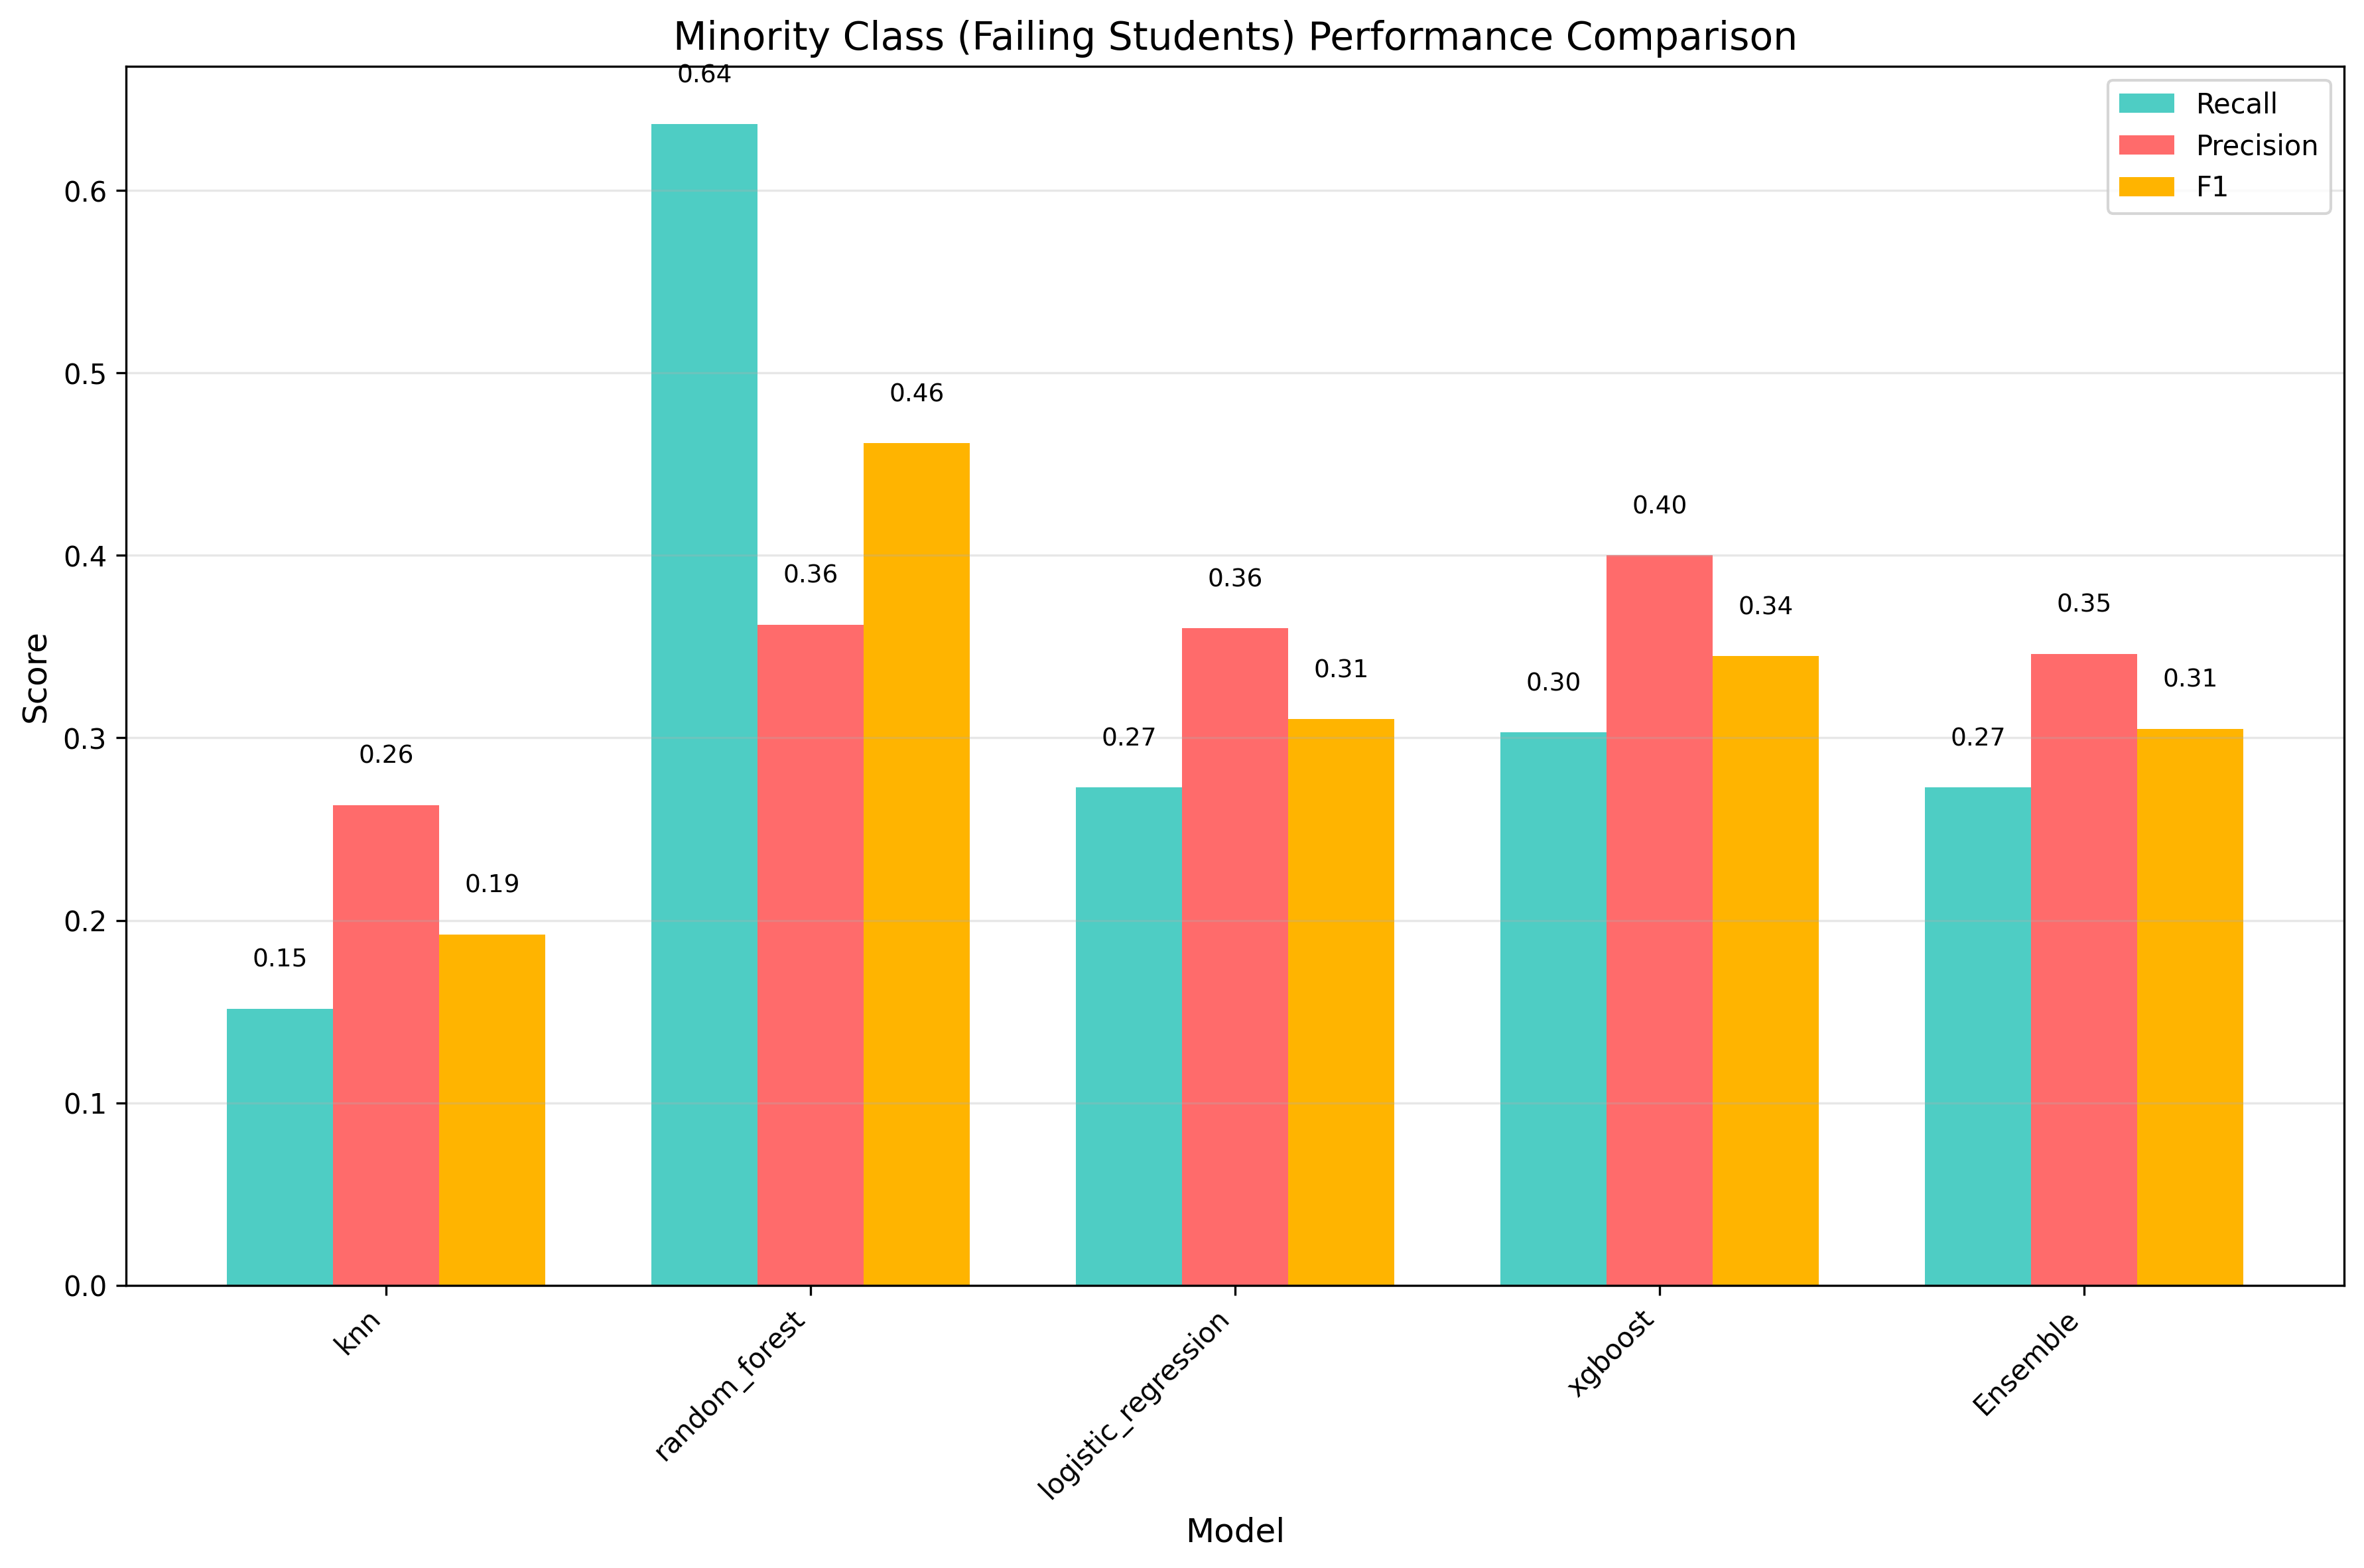 Minority Class (Failing Students) Performance Comparison
Recall
Precision
F1
Score
0.6
0.5
0.4
0.3
0.2
0.1
0.0
0.15
0.26
0.19
0.64
0.36
0.46
0.27
0.36
0.31
0.30
0.40
0.34
0.27
0.35
0.31
knn
random_forest
logistic_regression
xgboost
Ensemble
Model